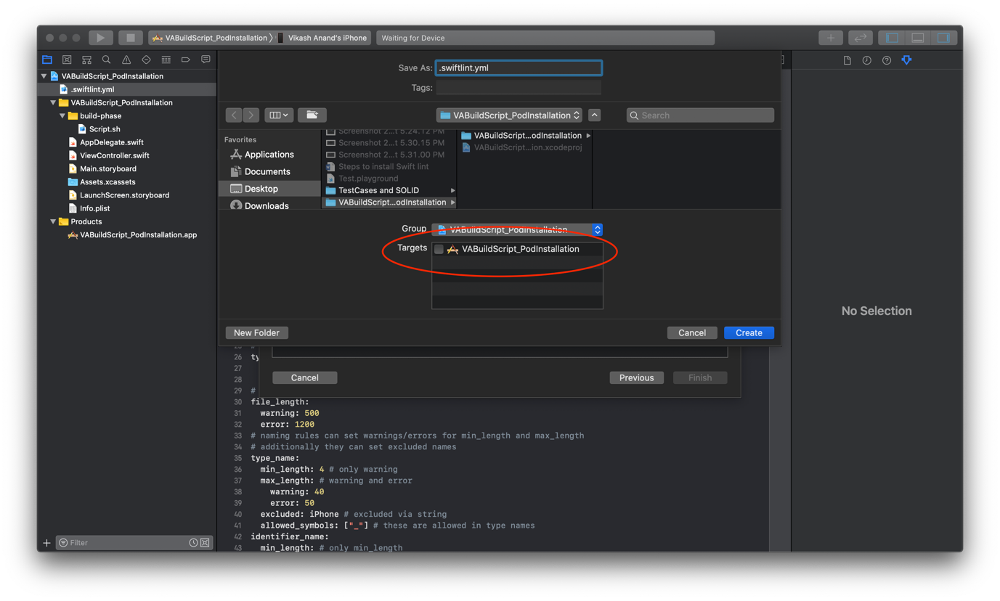 VABuildScript_PodInstallation
Vikash Anand's iPhone
Waiting for Device
VABuildScript_PodInstallation
.swiftlint.yml
VABuildScript_PodInstallation
build-phase
Script.sh
AppDelegate.swift
ViewController.swift
Main.storyboard
Assets.xcassets
LaunchScreen.storyboard
Info.plist
Products
VABuildScript_PodInstallation.app
Filter
Save As: .swiftlint.yml
Tags:
VABuildScript_PodInstallation
Search
Favorites
Applications
Documents
Desktop
Downloads
Screenshot 2...t 5.24.12 PM
Screenshot 2...t 5.30.15 PM
Screenshot 2...t 5.31.00 PM
Steps to install Swift lint
Test.playground
TestCases and SOLID
VABuildScript...odInstallation
VABuildScript...odInstallation
VABuildScript...ion.xcodeproj
Group VABuildScript_PodInstallation
Targets VABuildScript_PodInstallation
New Folder
Cancel
Create
Cancel
Previous
Finish
26 ty
27
28
29 #
30 file_length:
31 warning: 500
32 error: 1200
33 # naming rules can set warnings/errors for min_length and max_length
34 # additionally they can set excluded names
35 type_name:
36 min_length: 4 # only warning
37 max_length: # warning and error
38 warning: 40
39 error: 50
40 excluded: iPhone # excluded via string
41 allowed_symbols: ["_"] # these are allowed in type names
42 identifier_name:
43 min_length: # only min_length
No Selection